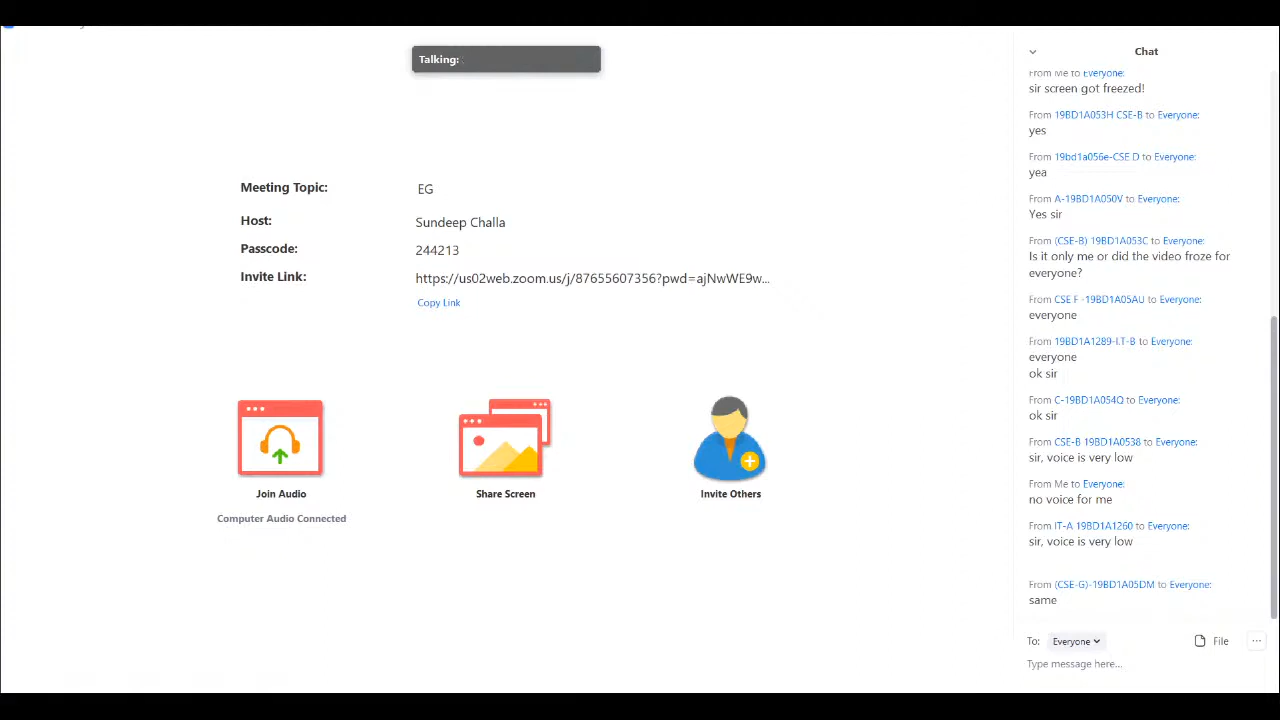 Talking:
Meeting Topic: EG
Host: Sundeep Challa
Passcode: 244213
Invite Link: https://us02web.zoom.us/j/87655607356?pwd=ajNwWE9w...
Copy Link
Join Audio
Computer Audio Connected
Share Screen
Invite Others
Chat
From Me to Everyone:
sir screen got freezed!
From 19BD1A053H CSE-B to Everyone:
yes
From 19bd1a056e-CSE D to Everyone:
yea
From A-19BD1A050V to Everyone:
Yes sir
From (CSE-B) 19BD1A053C to Everyone:
Is it only me or did the video froze for
everyone?
From CSE F -19BD1A05AU to Everyone:
everyone
From 19BD1A1289-I.T-B to Everyone:
everyone
ok sir
From C-19BD1A054Q to Everyone:
ok sir
From CSE-B 19BD1A0538 to Everyone:
sir, voice is very low
From Me to Everyone:
no voice for me
From IT-A 19BD1A1260 to Everyone:
sir, voice is very low
From (CSE-G)-19BD1A05DM to Everyone:
same
To: Everyone File ...
Type message here...